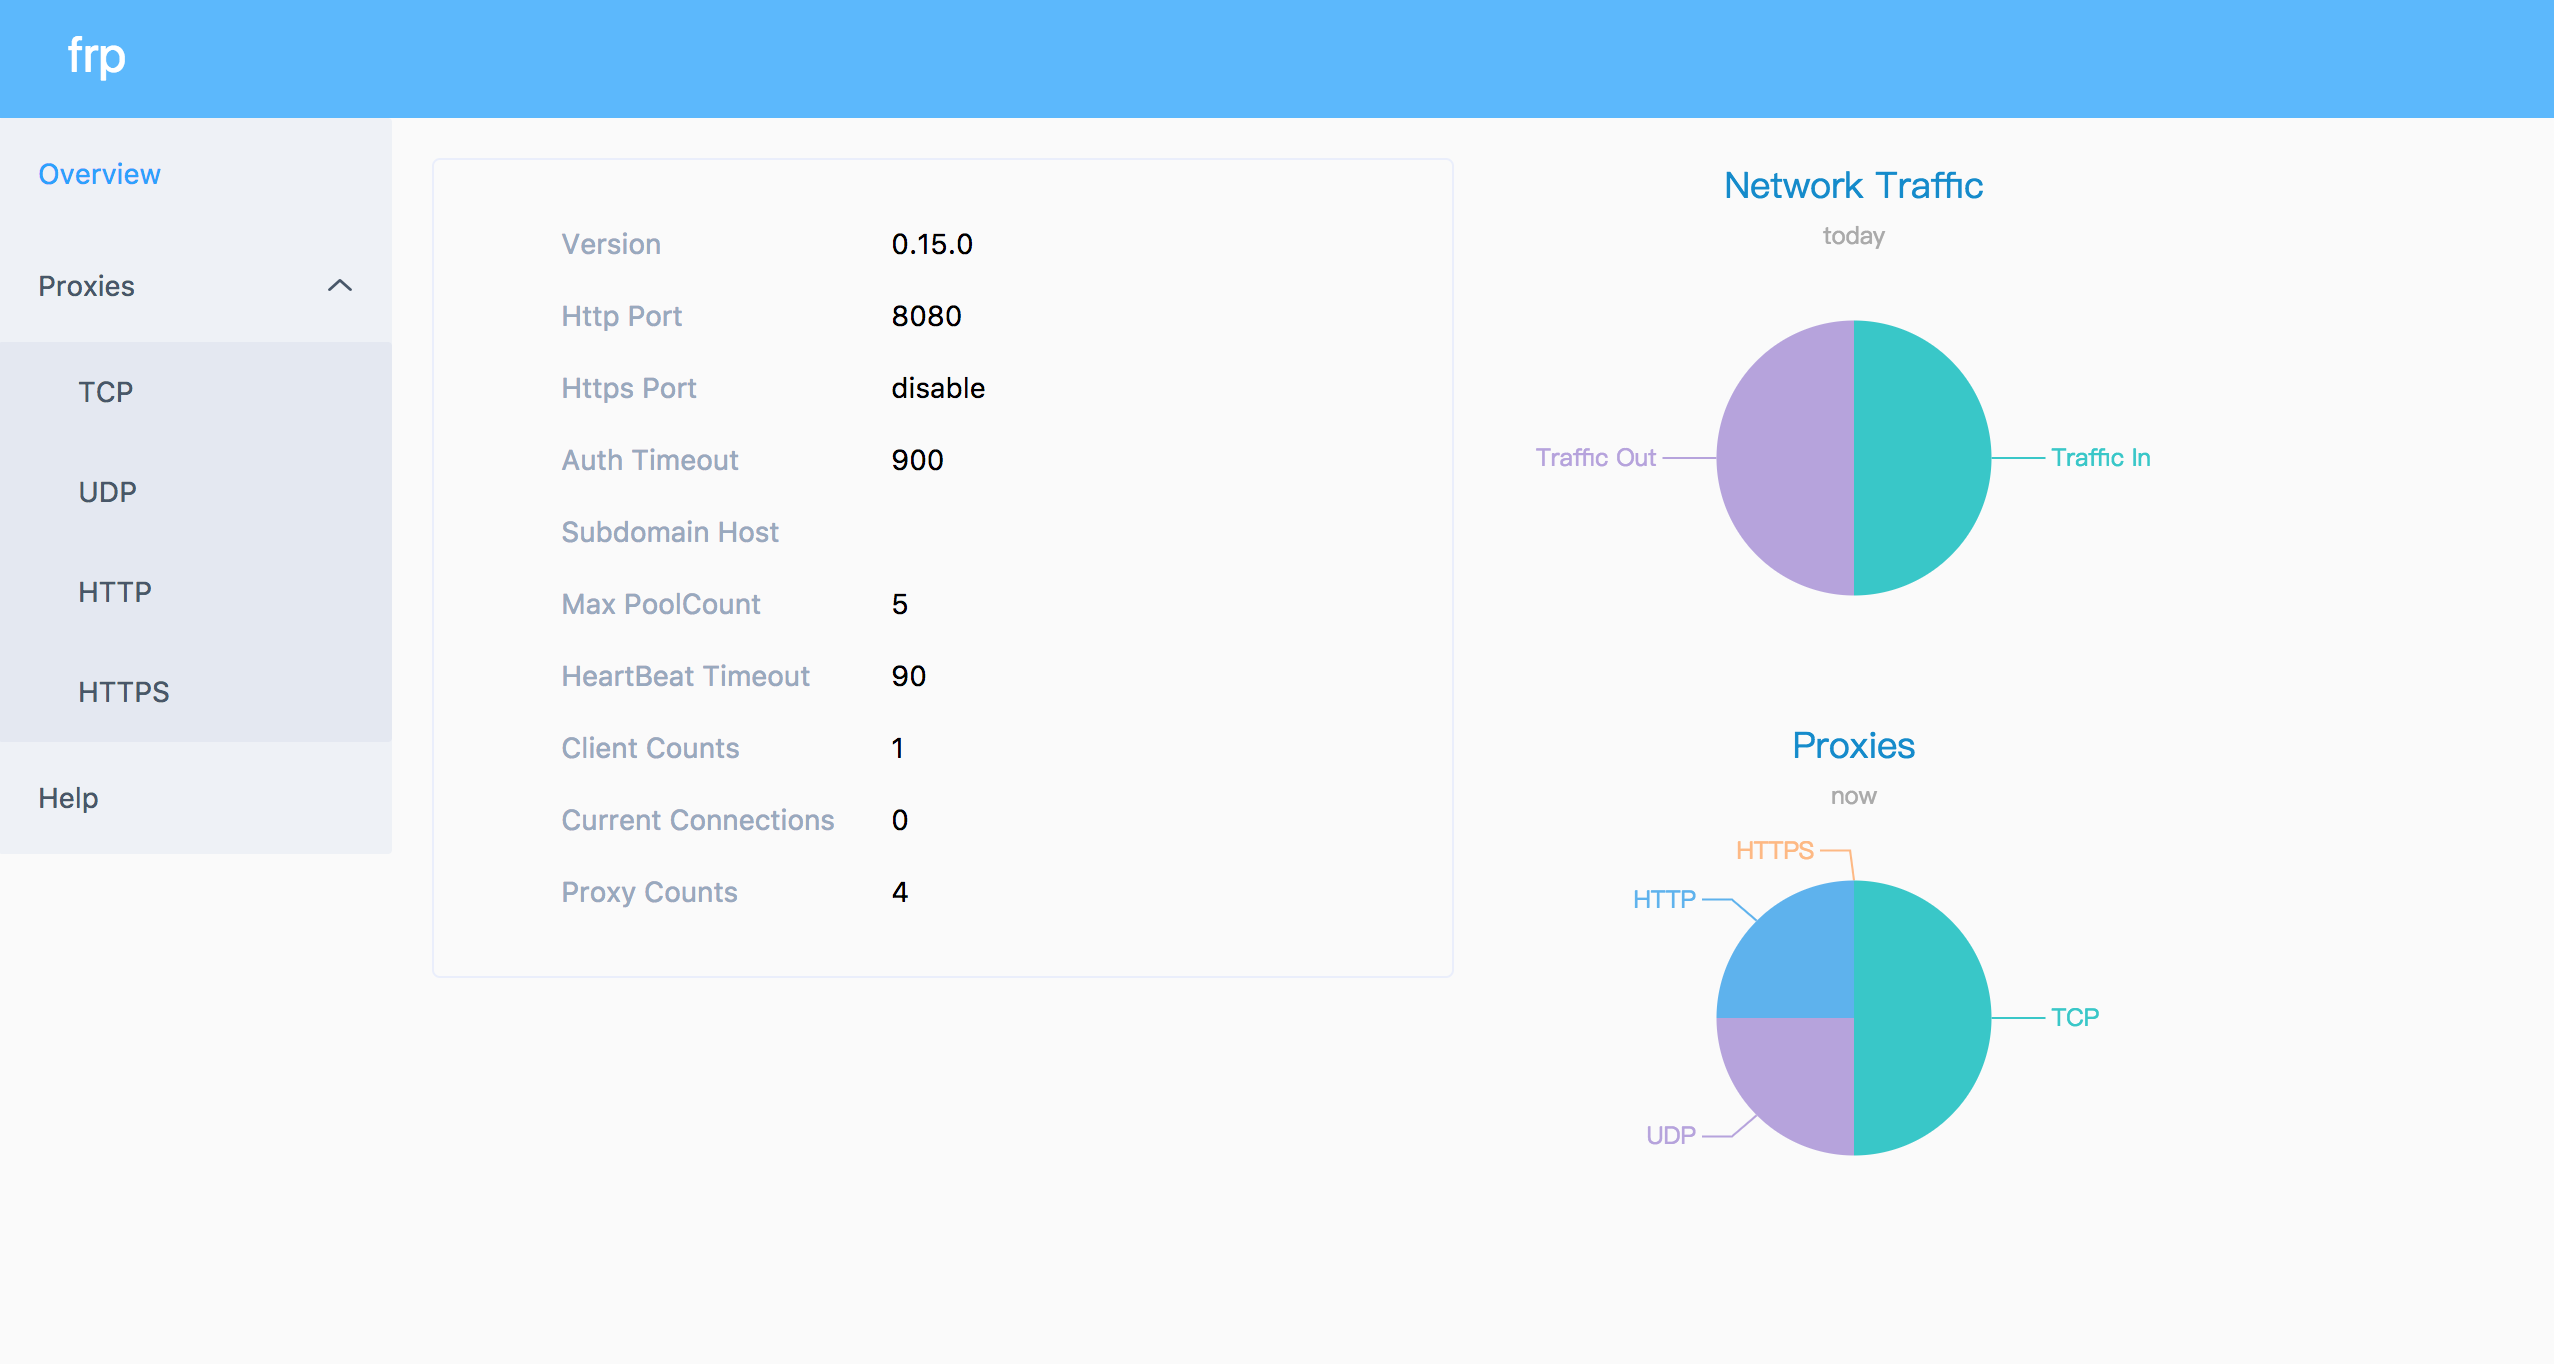 frp
Overview
Proxies
TCP
UDP
HTTP
HTTPS
Help
Version 0.15.0
Http Port 8080
Https Port disable
Auth Timeout 900
Subdomain Host
Max PoolCount 5
HeartBeat Timeout 90
Client Counts 1
Current Connections 0
Proxy Counts 4
Network Traffic
today
Traffic Out
Traffic In
Proxies
now
HTTPS
HTTP
TCP
UDP